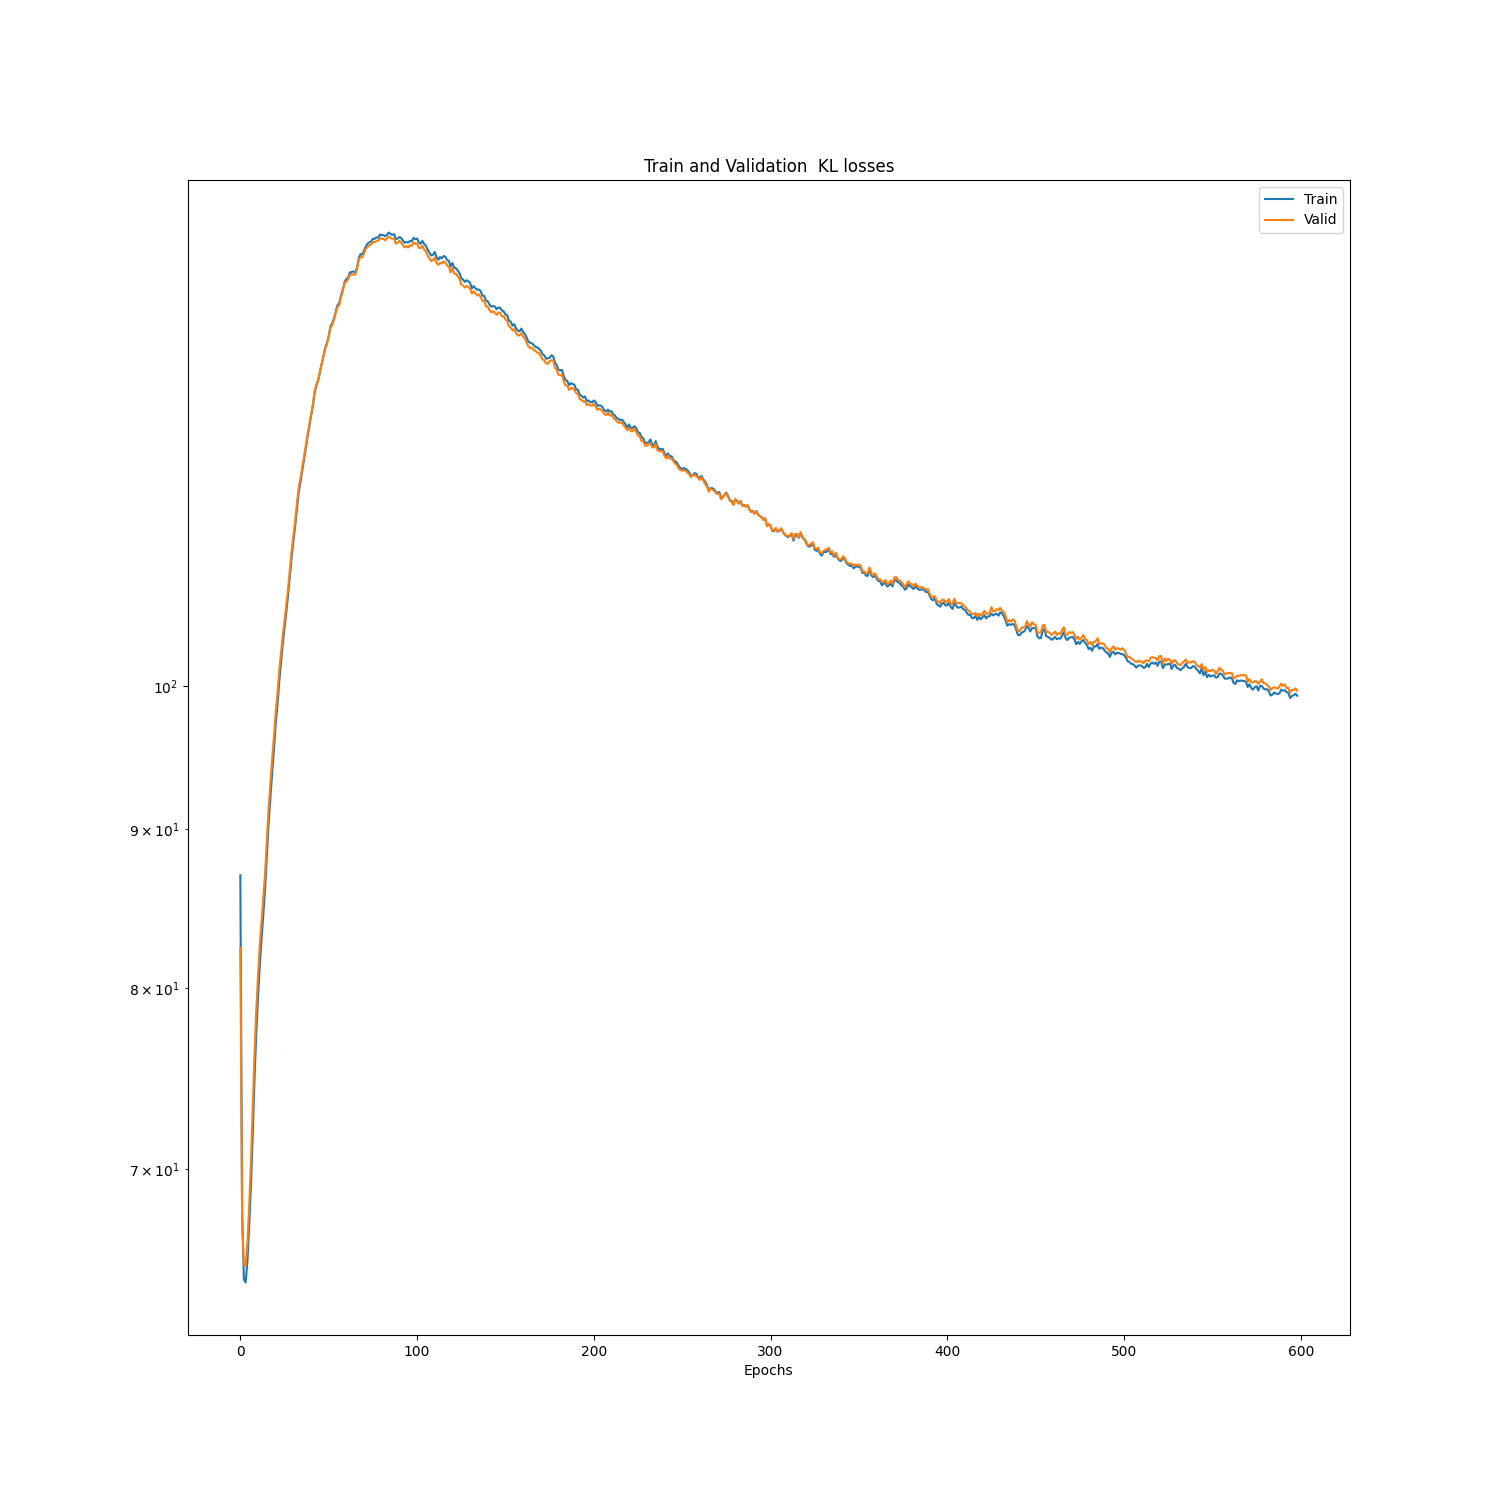 Train and Validation  KL losses
Train
Valid
10²
9 × 10¹
8 × 10¹
7 × 10¹
0 100 200 300 400 500 600
Epochs